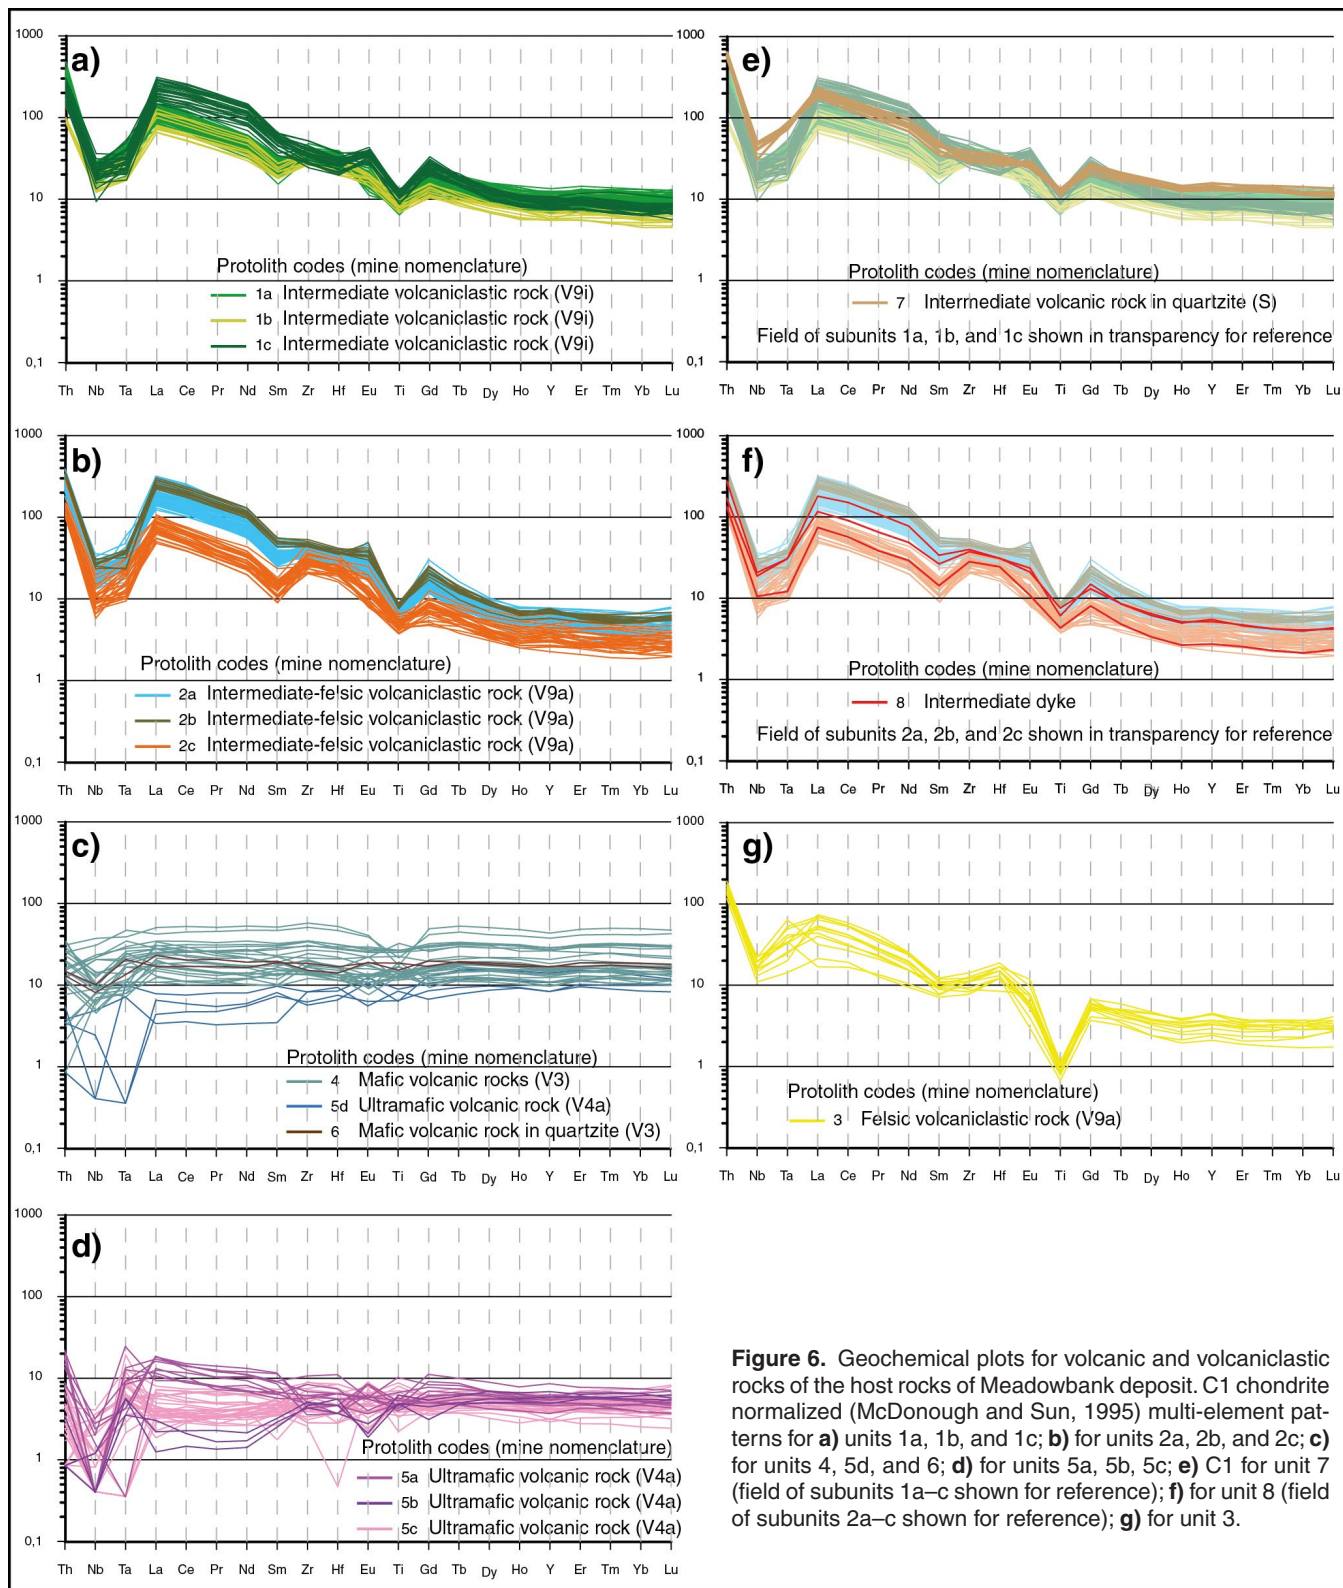 a)
1000
100
10
1
0,1
Protolith codes (mine nomenclature)
1a Intermediate volcaniclastic rock (V9i)
1b Intermediate volcaniclastic rock (V9i)
1c Intermediate volcaniclastic rock (V9i)
Th Nb Ta La Ce Pr Nd Sm Zr Hf Eu Ti Gd Tb Dy Ho Y Er Tm Yb Lu
e)
1000
100
10
1
0,1
Protolith codes (mine nomenclature)
7 Intermediate volcanic rock in quartzite (S)
Field of subunits 1a, 1b, and 1c shown in transparency for reference
Th Nb Ta La Ce Pr Nd Sm Zr Hf Eu Ti Gd Tb Dy Ho Y Er Tm Yb Lu
b)
1000
100
10
1
0,1
Protolith codes (mine nomenclature)
2a Intermediate-felsic volcaniclastic rock (V9a)
2b Intermediate-felsic volcaniclastic rock (V9a)
2c Intermediate-felsic volcaniclastic rock (V9a)
Th Nb Ta La Ce Pr Nd Sm Zr Hf Eu Ti Gd Tb Dy Ho Y Er Tm Yb Lu
f)
1000
100
10
1
0,1
Protolith codes (mine nomenclature)
8 Intermediate dyke
Field of subunits 2a, 2b, and 2c shown in transparency for reference
Th Nb Ta La Ce Pr Nd Sm Zr Hf Eu Ti Gd Tb Dy Ho Y Er Tm Yb Lu
c)
1000
100
10
1
0,1
Protolith codes (mine nomenclature)
4 Mafic volcanic rocks (V3)
5d Ultramafic volcanic rock (V4a)
6 Mafic volcanic rock in quartzite (V3)
Th Nb Ta La Ce Pr Nd Sm Zr Hf Eu Ti Gd Tb Dy Ho Y Er Tm Yb Lu
g)
1000
100
10
1
0,1
Protolith codes (mine nomenclature)
3 Felsic volcaniclastic rock (V9a)
Th Nb Ta La Ce Pr Nd Sm Zr Hf Eu Ti Gd Tb Dy Ho Y Er Tm Yb Lu
d)
1000
100
10
1
0,1
Protolith codes (mine nomenclature)
5a Ultramafic volcanic rock (V4a)
5b Ultramafic volcanic rock (V4a)
5c Ultramafic volcanic rock (V4a)
Th Nb Ta La Ce Pr Nd Sm Zr Hf Eu Ti Gd Tb Dy Ho Y Er Tm Yb Lu
Figure 6. Geochemical plots for volcanic and volcaniclastic
rocks of the host rocks of Meadowbank deposit. C1 chondrite
normalized (McDonough and Sun, 1995) multi-element pat-
terns for a) units 1a, 1b, and 1c; b) for units 2a, 2b, and 2c; c)
for units 4, 5d, and 6; d) for units 5a, 5b, 5c; e) C1 for unit 7
(field of subunits 1a–c shown for reference); f) for unit 8 (field
of subunits 2a–c shown for reference); g) for unit 3.